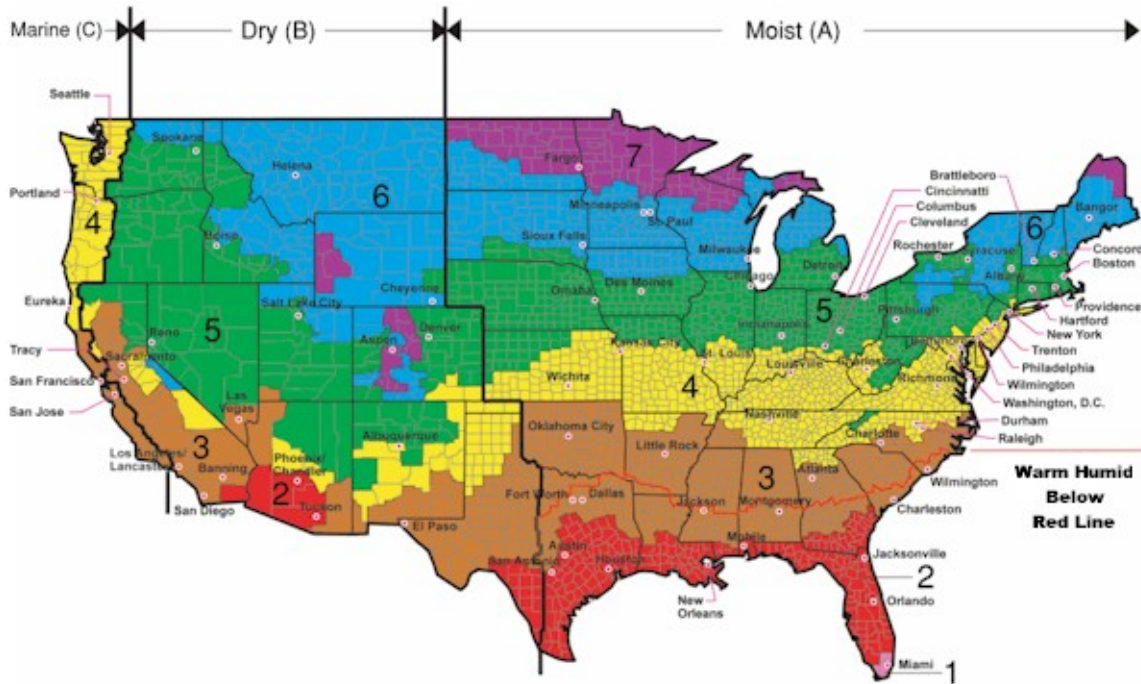 Marine (C)
Dry (B)
Moist (A)
Seattle
Portland
4
Eureka
Tracy
San Francisco
San Jose
Spokane
Helena
6
Boise
5
Reno
Sacramento
Salt Lake City
Cheyenne
Denver
Aspen
Las
Vegas
3
Los Angeles/
Lancaster
Banning
San Diego
Phoenix/
Chandler
2
Tucson
Albuquerque
El Paso
Fargo
7
Minneapolis
St. Paul
Sioux Falls
Milwaukee
Chicago
Detroit
Omaha
Des Moines
Indianapolis
5
Pittsburgh
Kansas City
St. Louis
Louisville
Charleston
Wichita
4
Richmond
Nashville
Oklahoma City
Little Rock
Charlotte
3
Atlanta
Fort Worth
Dallas
Jackson
Montgomery
Mobile
Austin
San Antonio
Houston
New
Orleans
Brattleboro
Cincinnatti
Columbus
Cleveland
Rochester
Syracuse
Albany
6
Bangor
Concord
Boston
Providence
Hartford
New York
Trenton
Philadelphia
Wilmington
Washington, D.C.
Durham
Raleigh
Warm Humid
Below
Red Line
Wilmington
Charleston
Jacksonville
2
Orlando
Miami
1